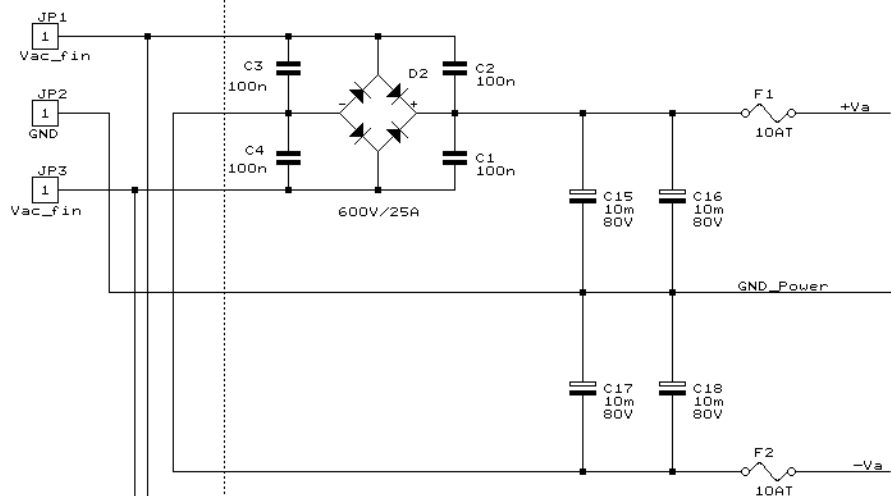 JP1
1
Vac_fin
JP2
1
GND
JP3
1
Vac_fin
C3
100n
D2
C2
100n
-
+
C4
100n
C1
100n
600V/25A
F1
10AT
+Va
C15
10m
80V
C16
10m
80V
GND_Power
C17
10m
80V
C18
10m
80V
F2
10AT
-Va